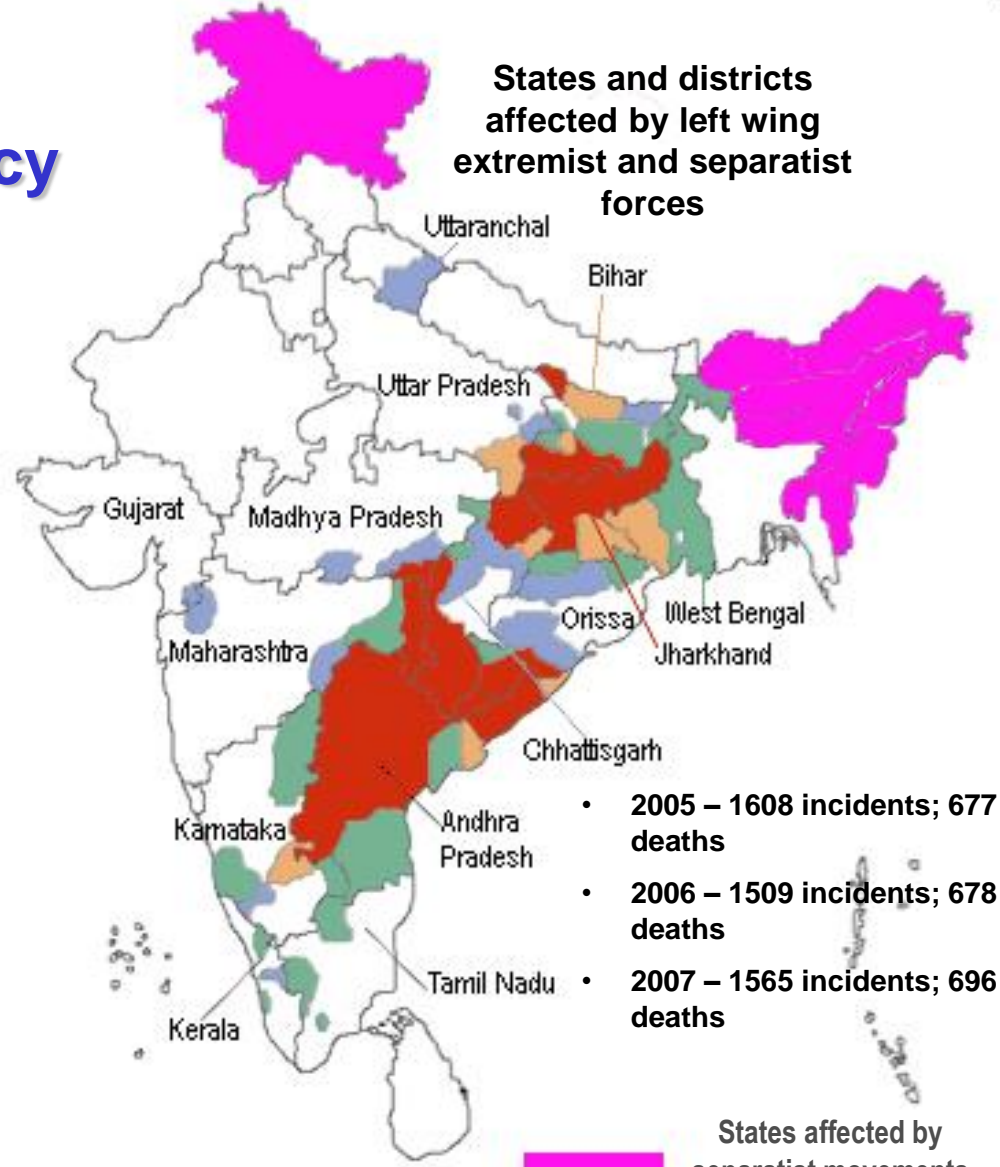 cy
States and districts
affected by left wing
extremist and separatist
forces
Uttaranchal
Bihar
Uttar Pradesh
Gujarat
Madhya Pradesh
Orissa
West Bengal
Maharashtra
Jharkhand
Chhattisgarh
Karnataka
Andhra
Pradesh
• 2005 – 1608 incidents; 677
deaths
• 2006 – 1509 incidents; 678
deaths
• 2007 – 1565 incidents; 696
deaths
Tamil Nadu
Kerala
States affected by
separatist movements